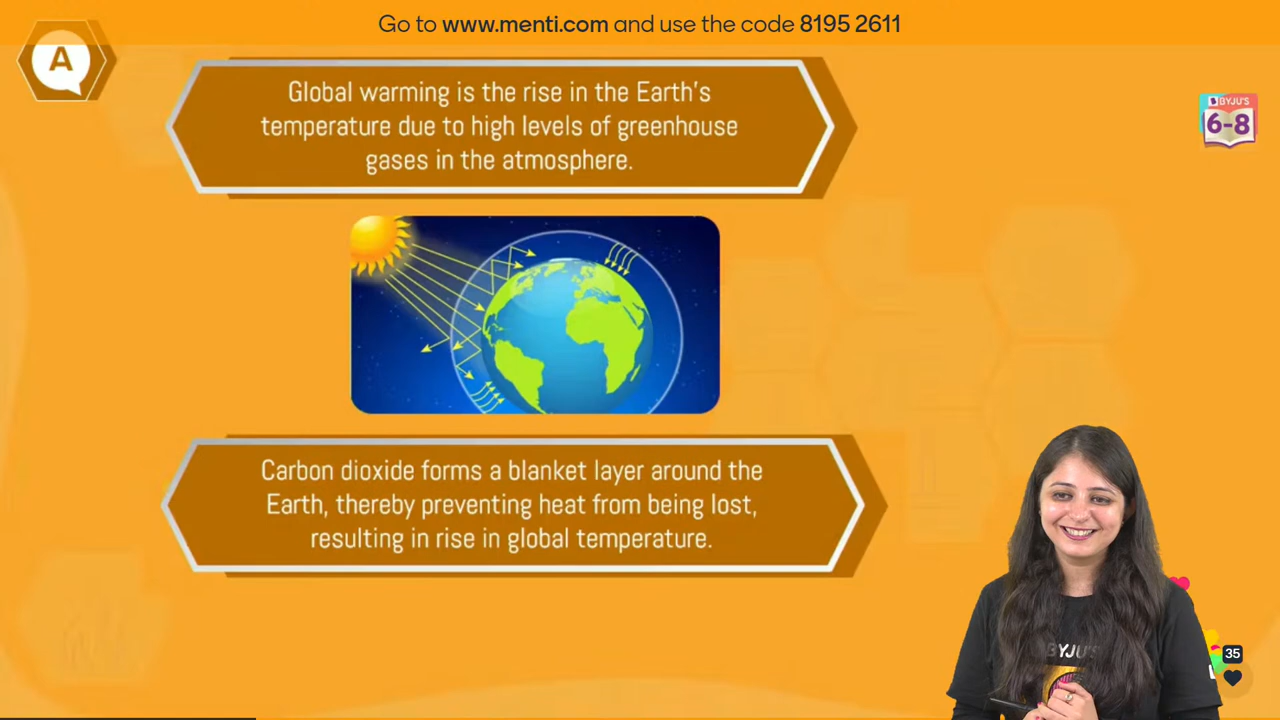 Go to www.menti.com and use the code 8195 2611
A
Global warming is the rise in the Earth's
temperature due to high levels of greenhouse
gases in the atmosphere.
BYJU'S
6-8
Carbon dioxide forms a blanket layer around the
Earth, thereby preventing heat from being lost,
resulting in rise in global temperature.
BYJU'S
35